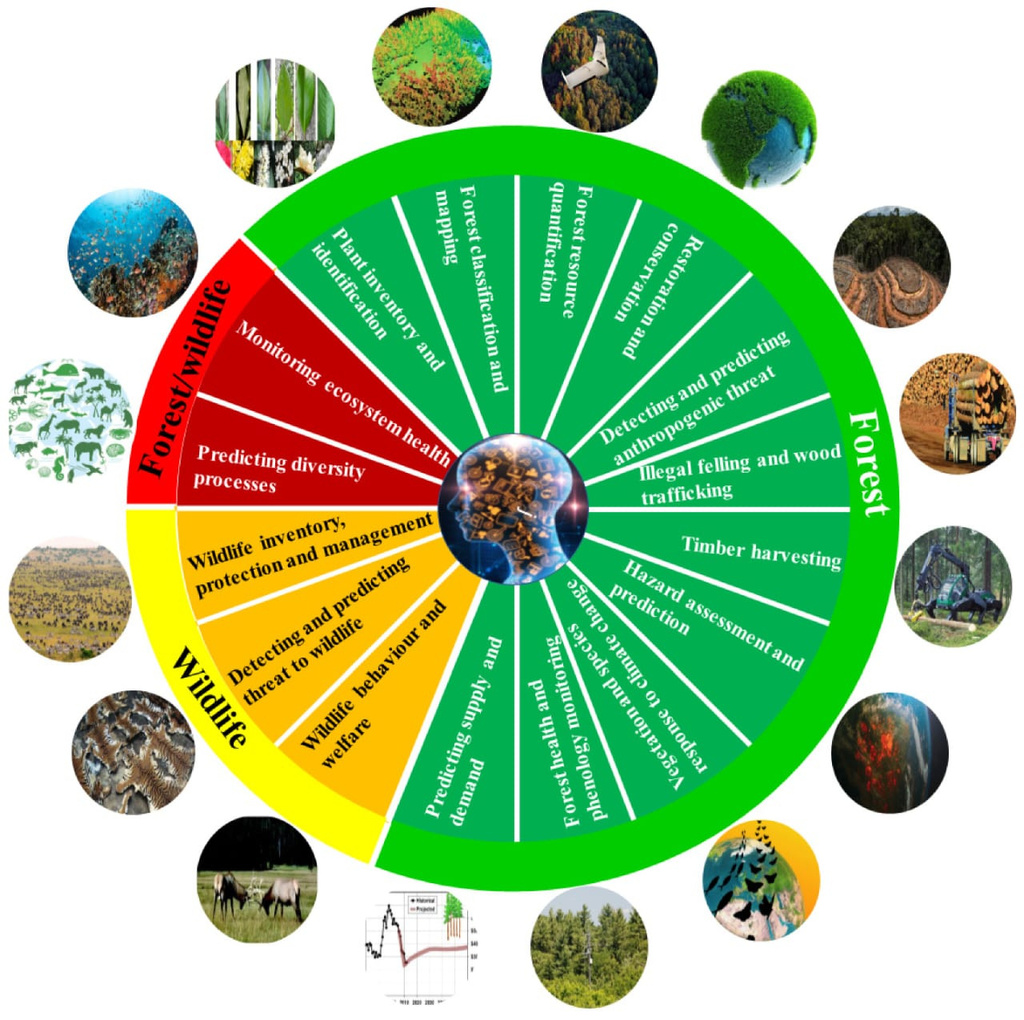 Forest/wildlife
Forest
Wildlife
Plant inventory and
identification
Forest classification and
mapping
Forest resource
quantification
Restoration and
conservation
Detecting and predicting
anthropogenic threat
Illegal felling and wood
trafficking
Timber harvesting
Hazard assessment and
prediction
Vegetation and species
response to climate change
Forest health and
phenology monitoring
Predicting supply and
demand
Wildlife behaviour and
welfare
Detecting and predicting
threat to wildlife
Wildlife inventory,
protection and management
Predicting diversity
processes
Monitoring ecosystem health
Historical
Projected